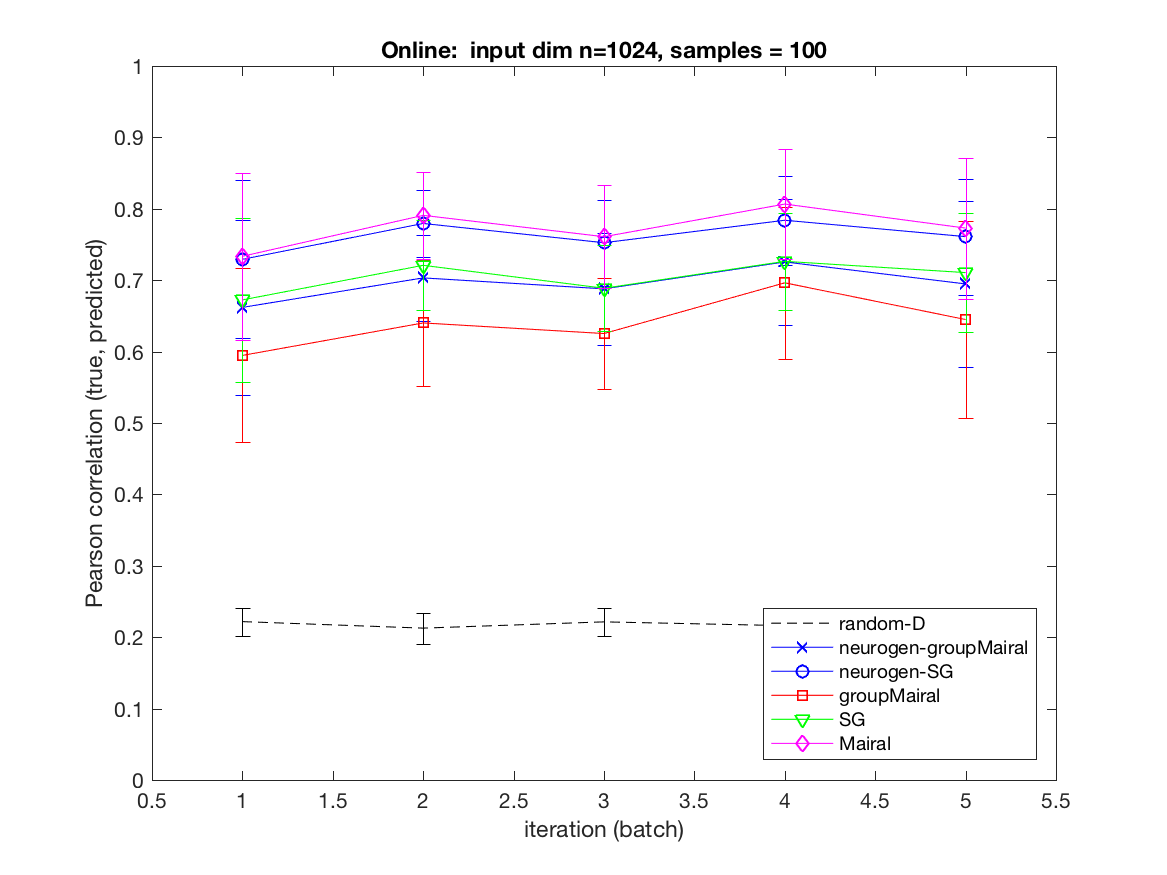 Online:  input dim n=1024, samples = 100
Pearson correlation (true, predicted)
1
0.9
0.8
0.7
0.6
0.5
0.4
0.3
0.2
0.1
0
random-D
neurogen-groupMairal
neurogen-SG
groupMairal
SG
Mairal
0.5 1 1.5 2 2.5 3 3.5 4 4.5 5 5.5
iteration (batch)